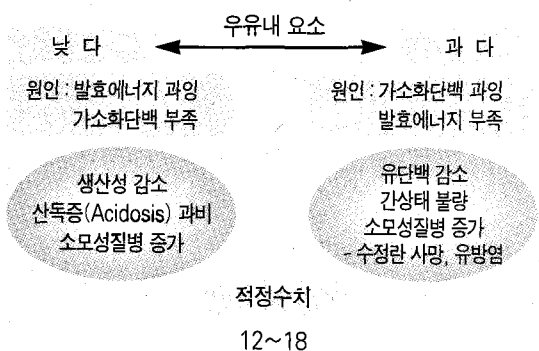 우유내 요소
낮 다
과 다
원인 : 발효에너지 과잉
가소화단백 부족
원인 : 가소화단백 과잉
발효에너지 부족
생산성 감소
산독증(Acidosis) 과비
소모성질병 증가
유단백 감소
간상태 불량
소모성질병 증가
- 수정란 사망, 유방염
적정수치
12~18